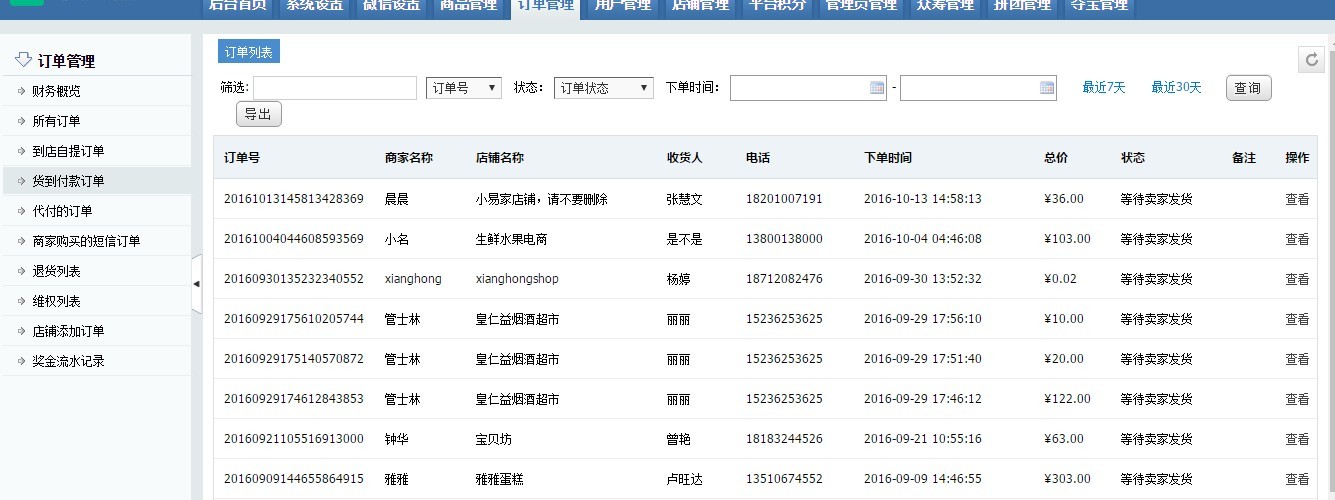 后台首页 系统设置 微信设置 商品管理 订单管理 用户管理 店铺管理 平台积分 管理员管理 众筹管理 拼团管理 夺宝管理
订单管理
财务概览
所有订单
到店自提订单
货到付款订单
代付的订单
商家购买的短信订单
退货列表
维权列表
店铺添加订单
奖金流水记录
订单列表
筛选: 订单号 状态: 订单状态 下单时间: - 最近7天 最近30天 查询
导出
订单号 商家名称 店铺名称 收货人 电话 下单时间 总价 状态 备注 操作
20161013145813428369 晨晨 小易家店铺，请不要删除 张慧文 18201007191 2016-10-13 14:58:13 ¥36.00 等待卖家发货 查看
20161004044608593569 小名 生鲜水果电商 是不是 13800138000 2016-10-04 04:46:08 ¥103.00 等待卖家发货 查看
20160930135232340552 xianghong xianghongshop 杨婷 18712082476 2016-09-30 13:52:32 ¥0.02 等待卖家发货 查看
20160929175610205744 管士林 皇仁益烟酒超市 丽丽 15236253625 2016-09-29 17:56:10 ¥10.00 等待卖家发货 查看
20160929175140570872 管士林 皇仁益烟酒超市 丽丽 15236253625 2016-09-29 17:51:40 ¥20.00 等待卖家发货 查看
20160929174612843853 管士林 皇仁益烟酒超市 丽丽 15236253625 2016-09-29 17:46:12 ¥122.00 等待卖家发货 查看
20160921105516913000 钟华 宝贝坊 曾艳 18183244526 2016-09-21 10:55:16 ¥63.00 等待卖家发货 查看
20160909144655864915 雅雅 雅雅蛋糕 卢旺达 13510674552 2016-09-09 14:46:55 ¥303.00 等待卖家发货 查看